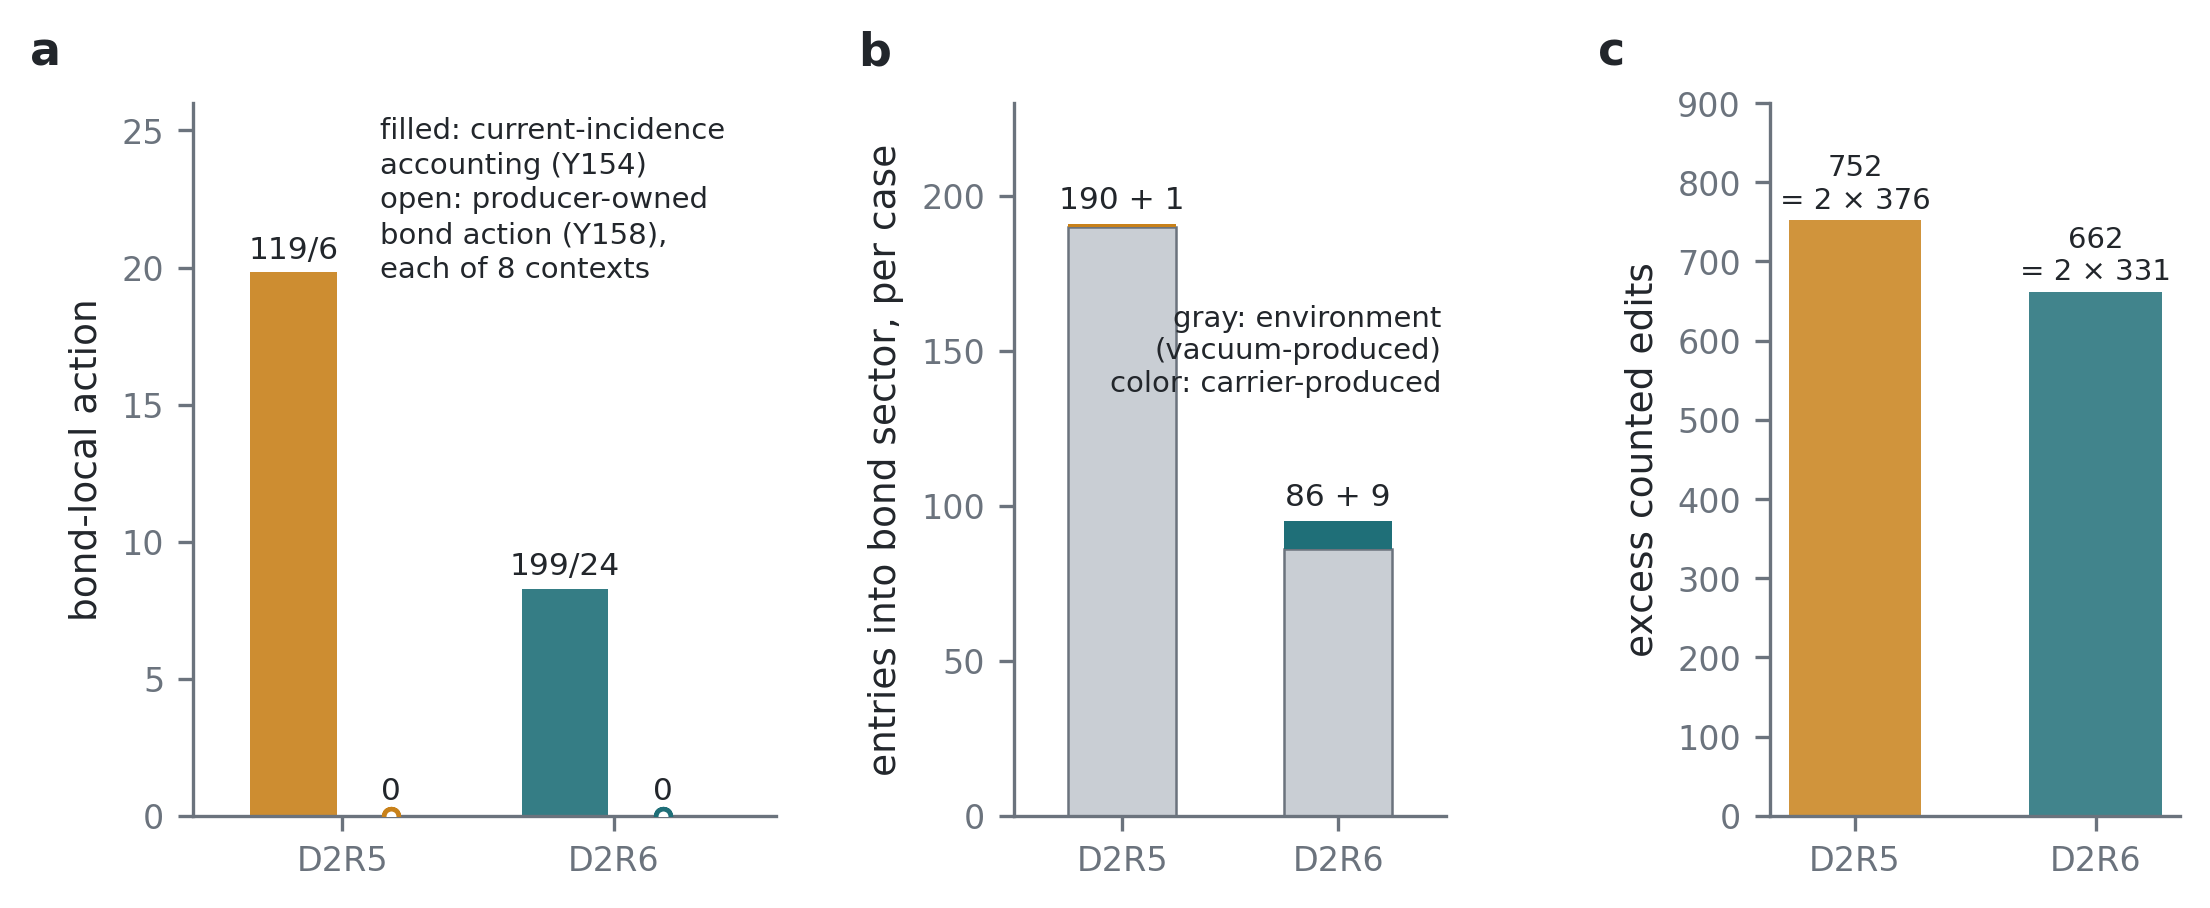 a
bond-local action
25
20
15
10
5
0
filled: current-incidence
accounting (Y154)
open: producer-owned
bond action (Y158),
each of 8 contexts
119/6
0
199/24
0
D2R5
D2R6
b
entries into bond sector, per case
200
150
100
50
0
190 + 1
gray: environment
(vacuum-produced)
color: carrier-produced
86 + 9
D2R5
D2R6
c
excess counted edits
900
800
700
600
500
400
300
200
100
0
752
= 2 × 376
662
= 2 × 331
D2R5
D2R6